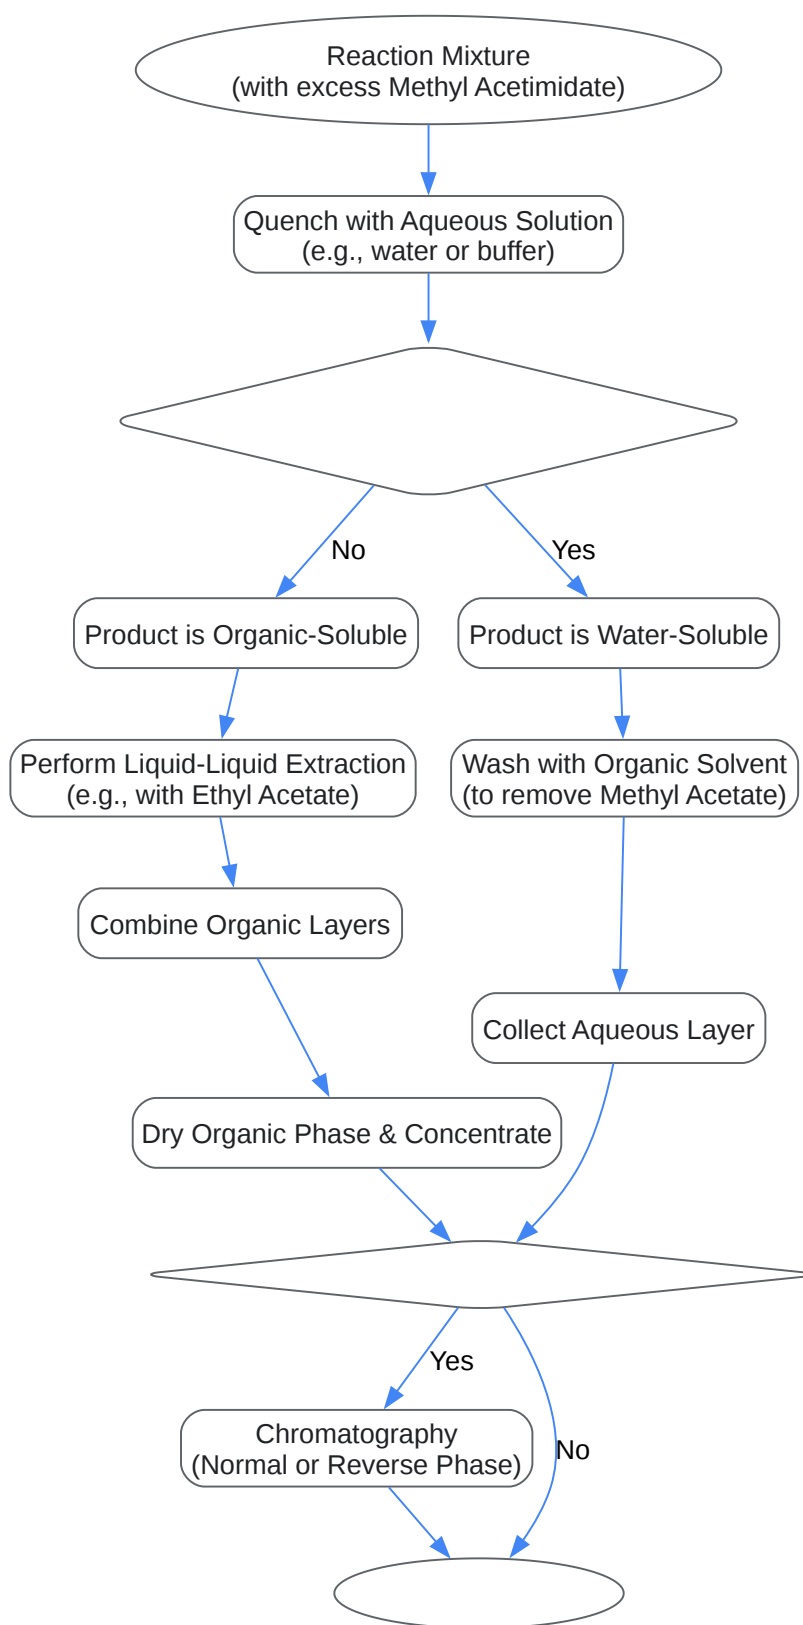 Reaction Mixture
(with excess Methyl Acetimidate)
Quench with Aqueous Solution
(e.g., water or buffer)
No
Yes
Product is Organic-Soluble
Product is Water-Soluble
Perform Liquid-Liquid Extraction
(e.g., with Ethyl Acetate)
Wash with Organic Solvent
(to remove Methyl Acetate)
Combine Organic Layers
Collect Aqueous Layer
Dry Organic Phase & Concentrate
Yes
Chromatography
(Normal or Reverse Phase)
No